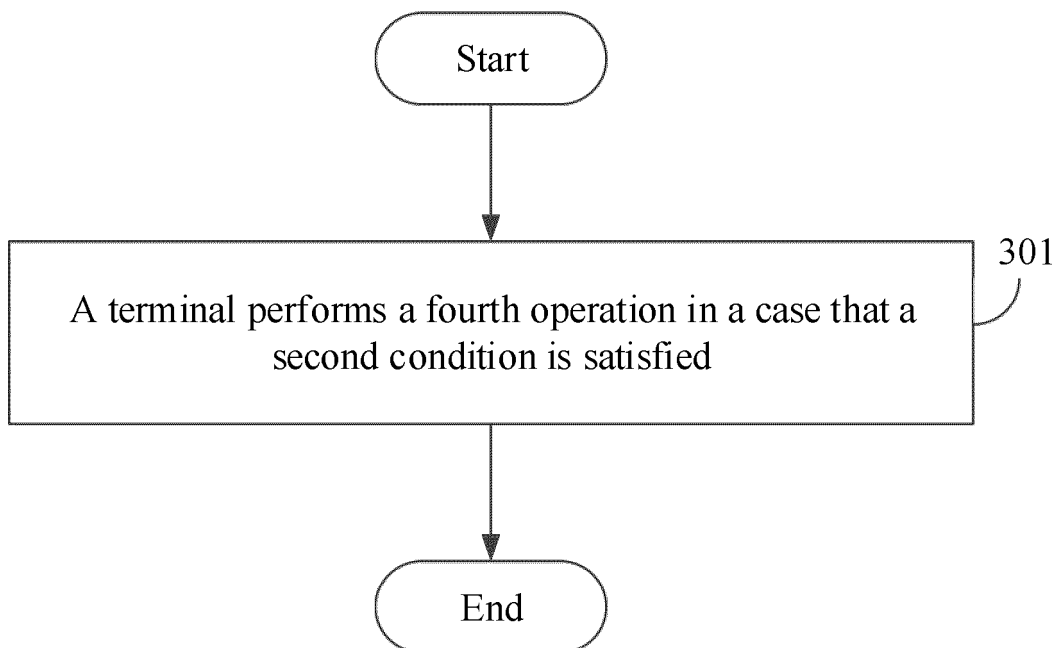 Start
301
A terminal performs a fourth operation in a case that a
second condition is satisfied
End